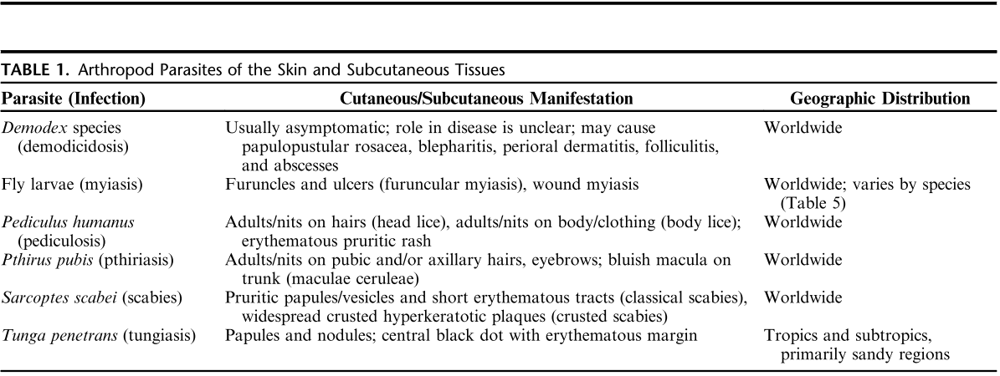 TABLE 1. Arthropod Parasites of the Skin and Subcutaneous Tissues
Parasite (Infection) Cutaneous/Subcutaneous Manifestation Geographic Distribution
Demodex species Usually asymptomatic; role in disease is unclear; may cause Worldwide
(demodicidosis) papulopustular rosacea, blepharitis, perioral dermatitis, folliculitis,
and abscesses
Fly larvae (myiasis) Furuncles and ulcers (furuncular myiasis), wound myiasis Worldwide; varies by species
(Table 5)
Pediculus humanus Adults/nits on hairs (head lice), adults/nits on body/clothing (body lice); Worldwide
(pediculosis) erythematous pruritic rash
Pthirus pubis (pthiriasis) Adults/nits on pubic and/or axillary hairs, eyebrows; bluish macula on Worldwide
trunk (maculae ceruleae)
Sarcoptes scabei (scabies) Pruritic papules/vesicles and short erythematous tracts (classical scabies), Worldwide
widespread crusted hyperkeratotic plaques (crusted scabies)
Tunga penetrans (tungiasis) Papules and nodules; central black dot with erythematous margin Tropics and subtropics,
primarily sandy regions